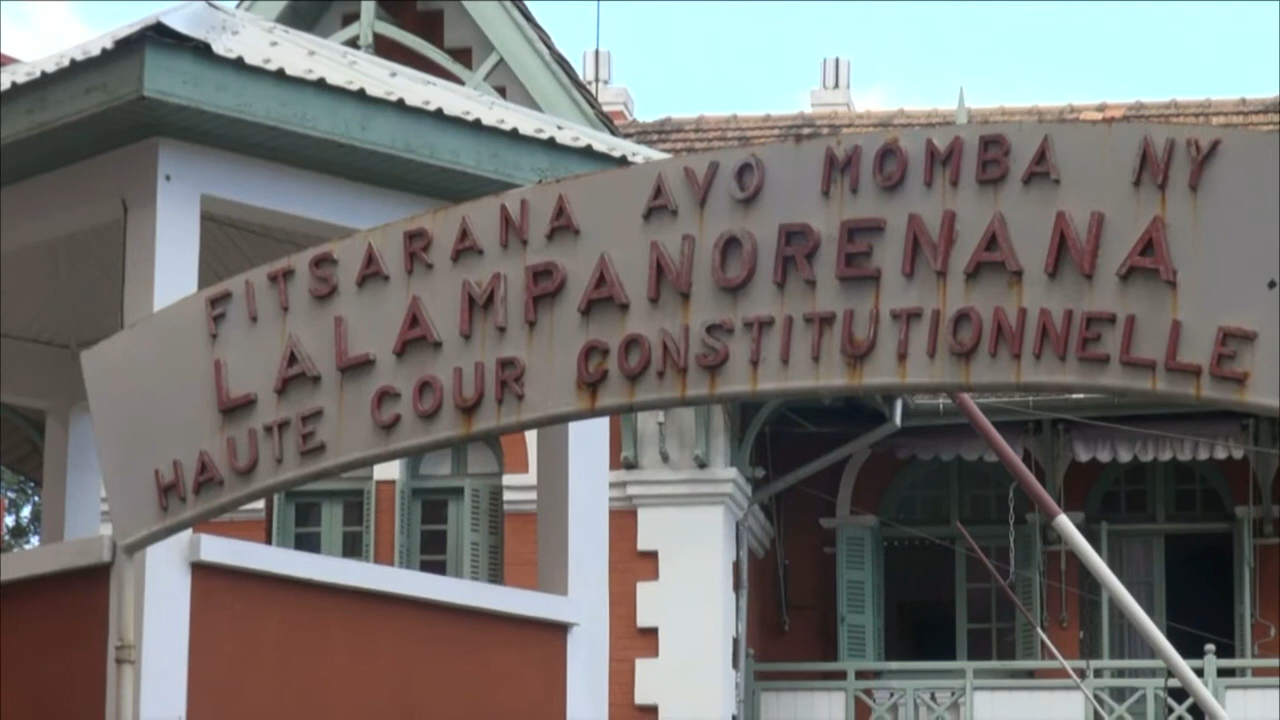 FITSARANA AVO MOMBA NY
LALAMPANORENANA
HAUTE COUR CONSTITUTIONNELLE